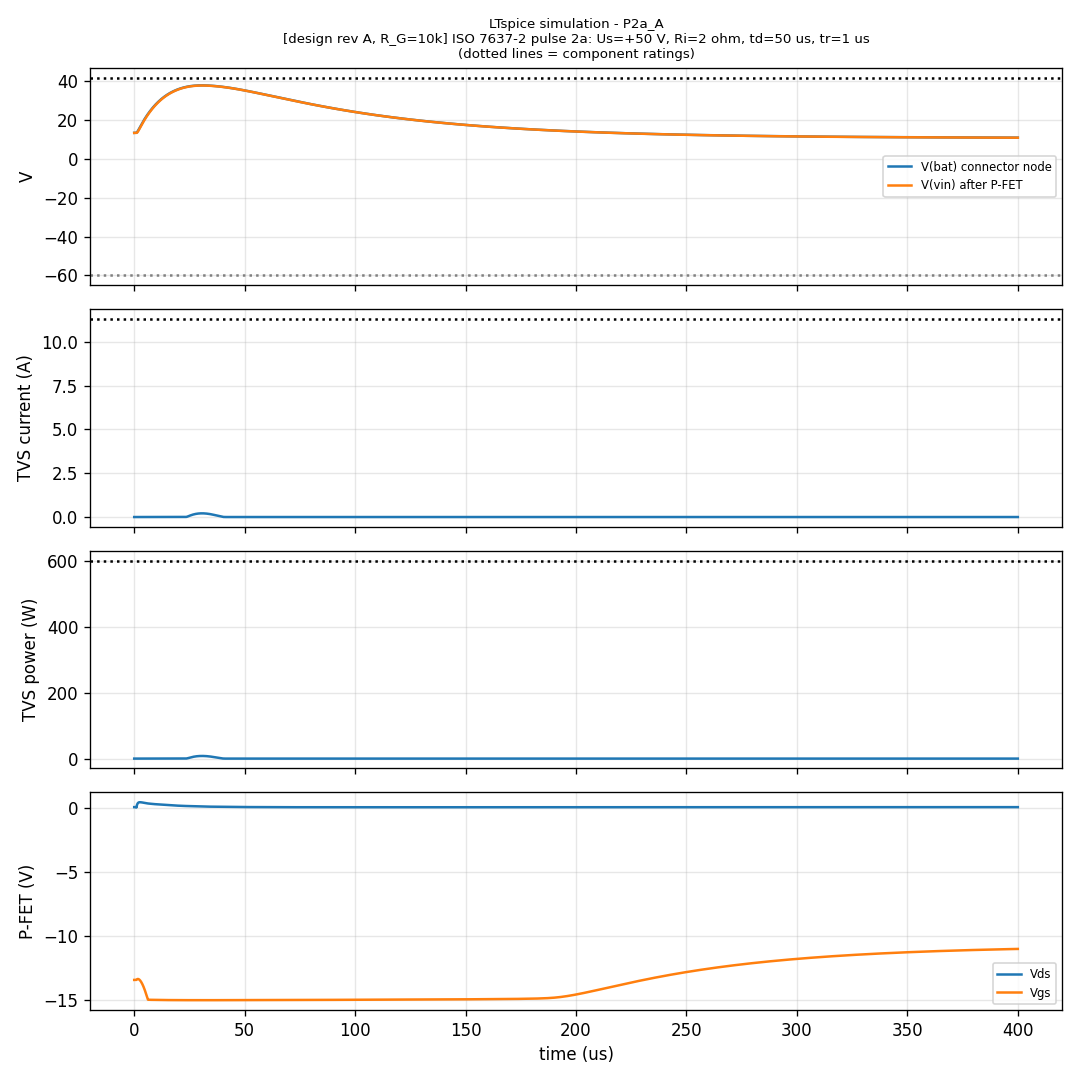 LTspice simulation - P2a_A
[design rev A, R_G=10k] ISO 7637-2 pulse 2a: Us=+50 V, Ri=2 ohm, td=50 us, tr=1 us
(dotted lines = component ratings)
40
20
0
−20
−40
−60
V
V(bat) connector node
V(vin) after P-FET
10.0
7.5
5.0
2.5
0.0
TVS current (A)
600
400
200
0
TVS power (W)
0
−5
−10
−15
P-FET (V)
Vds
Vgs
0 50 100 150 200 250 300 350 400
time (us)